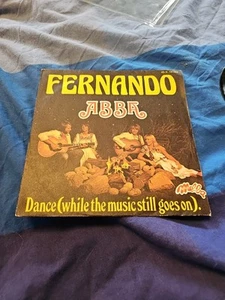 FERNANDO
ABBA
Dance (while the music still goes on).